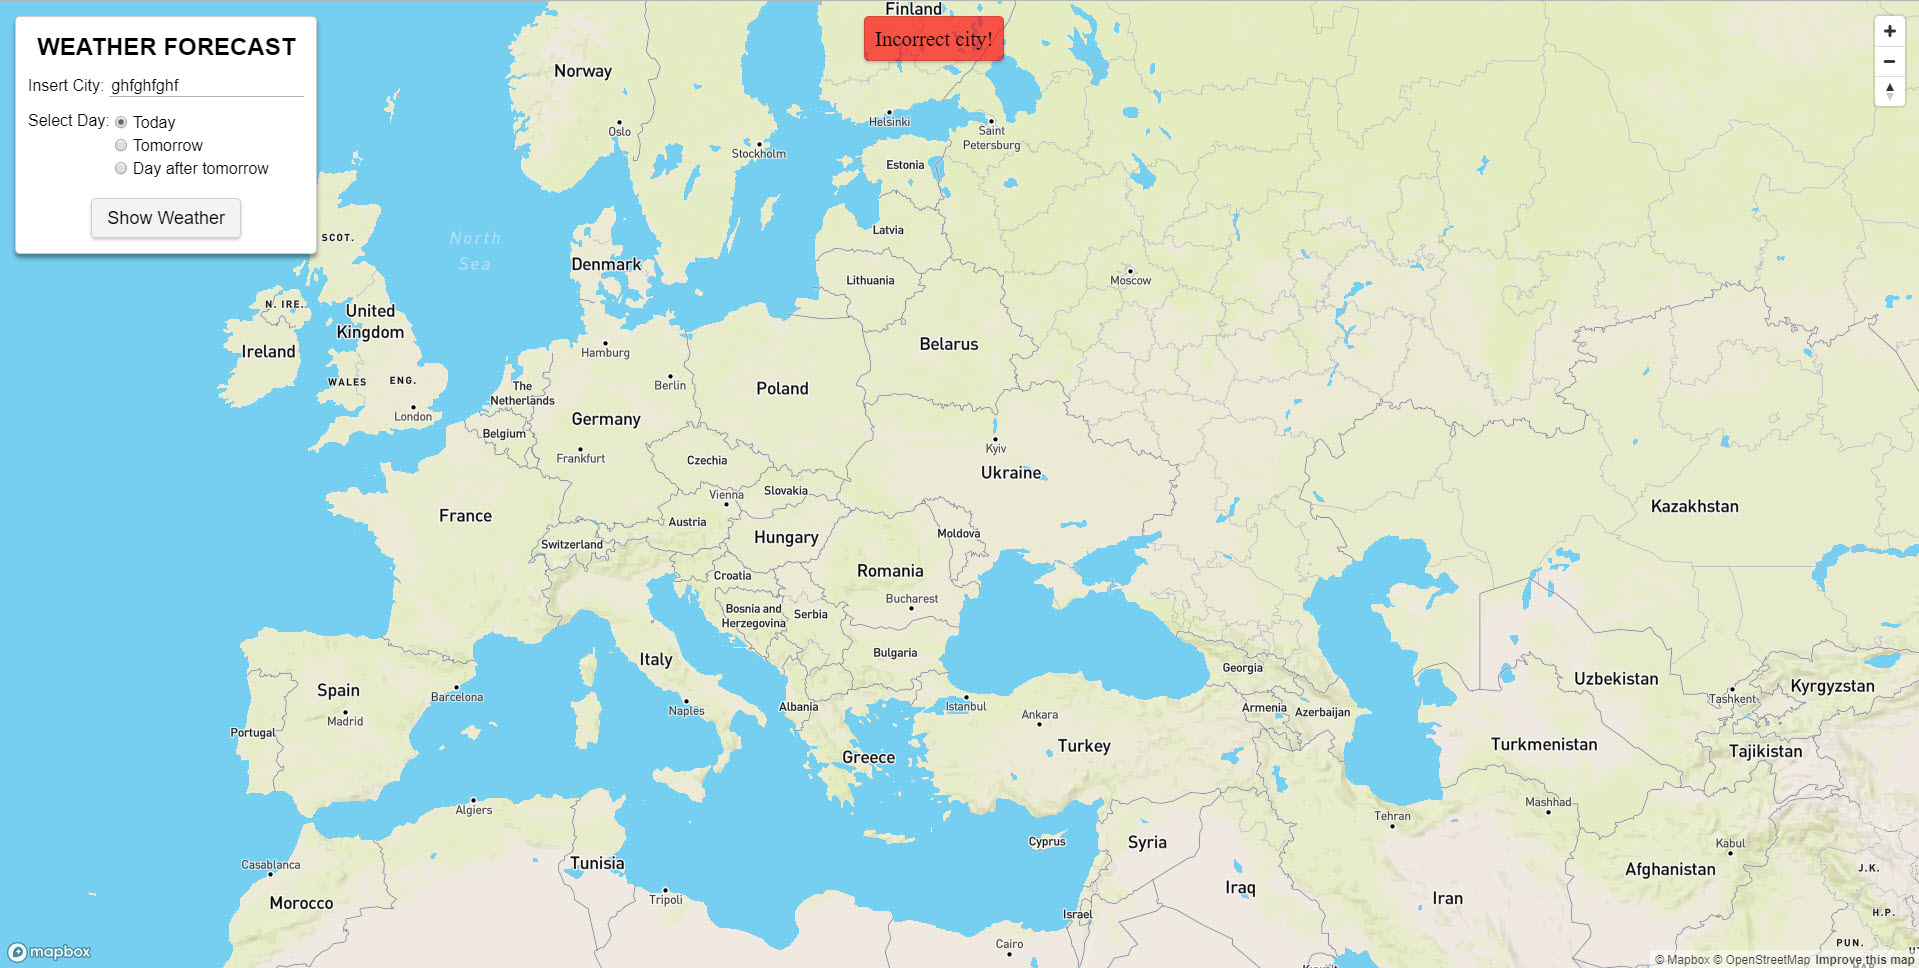 WEATHER FORECAST
Insert City: ghfghfghf
Select Day:
Today
Tomorrow
Day after tomorrow
Show Weather
Incorrect city!
Finland
Norway
Oslo
Stockholm
Helsinki
Saint
Petersburg
Estonia
Latvia
Lithuania
Moscow
North
Sea
SCOT.
Denmark
N. IRE.
United
Kingdom
Ireland
WALES
ENG.
London
Hamburg
Berlin
The
Netherlands
Belgium
Germany
Frankfurt
Poland
Belarus
Kyiv
Ukraine
Czechia
Slovakia
Vienna
Austria
France
Switzerland
Hungary
Moldova
Romania
Bucharest
Croatia
Bosnia and
Herzegovina
Serbia
Bulgaria
Kazakhstan
Italy
Naples
Spain
Madrid
Barcelona
Portugal
Albania
Greece
Istanbul
Ankara
Turkey
Georgia
Armenia
Azerbaijan
Uzbekistan
Tashkent
Kyrgyzstan
Turkmenistan
Tajikistan
Algiers
Casablanca
Morocco
Tunisia
Tripoli
Cyprus
Syria
Israel
Iraq
Cairo
Tehran
Mashhad
Iran
Kabul
Afghanistan
J.K.
H.P.
PUN.
mapbox
© Mapbox © OpenStreetMap Improve this map